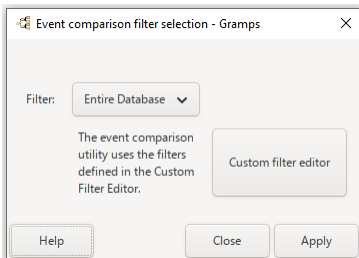 Event comparison filter selection - Gramps
Filter:
Entire Database
The event comparison
utility uses the filters
defined in the Custom
Filter Editor.
Custom filter editor
Help
Close
Apply